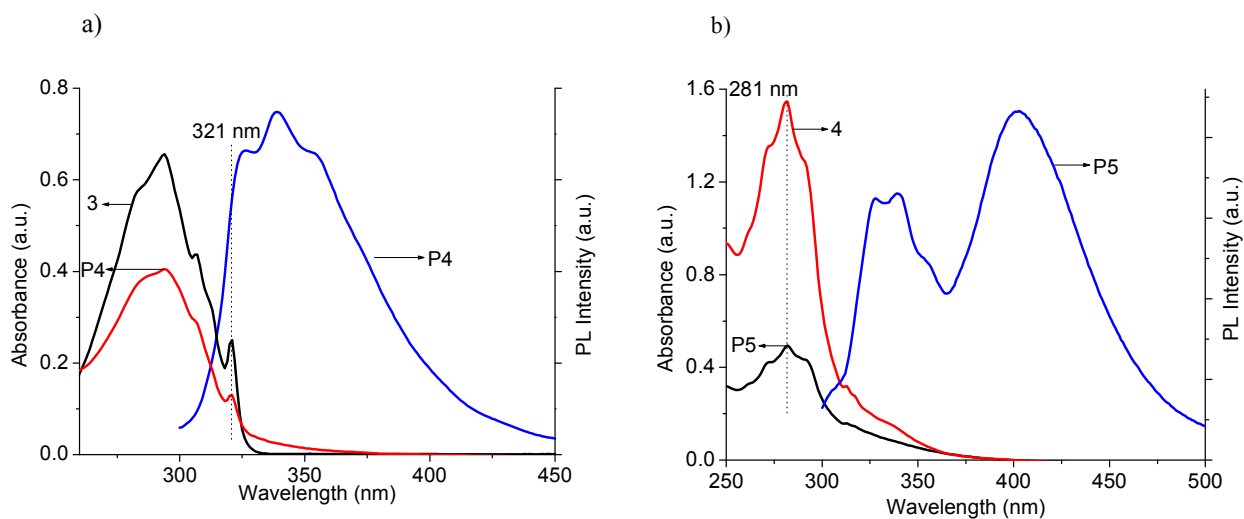 a)
0.8
0.6
0.4
0.2
0.0
Absorbance (a.u.)
321 nm
3
P4
P4
300
350
400
450
Wavelength (nm)
PL Intensity (a.u.)
b)
1.6
1.2
0.8
0.4
0.0
Absorbance (a.u.)
281 nm
4
P5
P5
250
300
350
400
450
500
Wavelength (nm)
PL Intensity (a.u.)